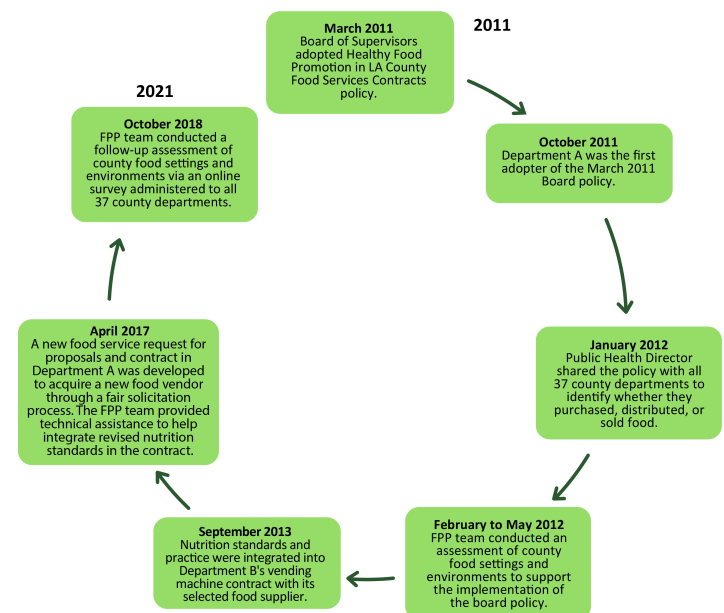 2011
March 2011
Board of Supervisors
adopted Healthy Food
Promotion in LA County
Food Services Contracts
policy.
October 2011
Department A was the first
adopter of the March 2011
Board policy.
January 2012
Public Health Director
shared the policy with all
37 county departments to
identify whether they
purchased, distributed, or
sold food.
February to May 2012
FPP team conducted an
assessment of county
food settings and
environments to support
the implementation of
the board policy.
September 2013
Nutrition standards and
practice were integrated into
Department B's vending
machine contract with its
selected food supplier.
April 2017
A new food service request for
proposals and contract in
Department A was developed
to acquire a new food vendor
through a fair solicitation
process. The FPP team provided
technical assistance to help
integrate revised nutrition
standards in the contract.
2021
October 2018
FPP team conducted a
follow-up assessment of
county food settings and
environments via an online
survey administered to all
37 county departments.